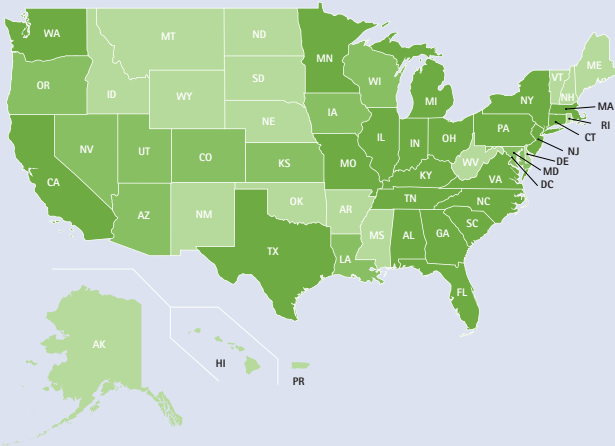 WA
MT
ND
MN
ME
VT
NH
OR
ID
SD
WI
MI
NY
MA
RI
CT
WY
IA
PA
NJ
NE
IL
IN
OH
DE
MD
DC
NV
UT
CO
KS
MO
WV
VA
KY
CA
NC
TN
AZ
NM
OK
AR
SC
MS
AL
GA
TX
LA
FL
AK
HI
PR